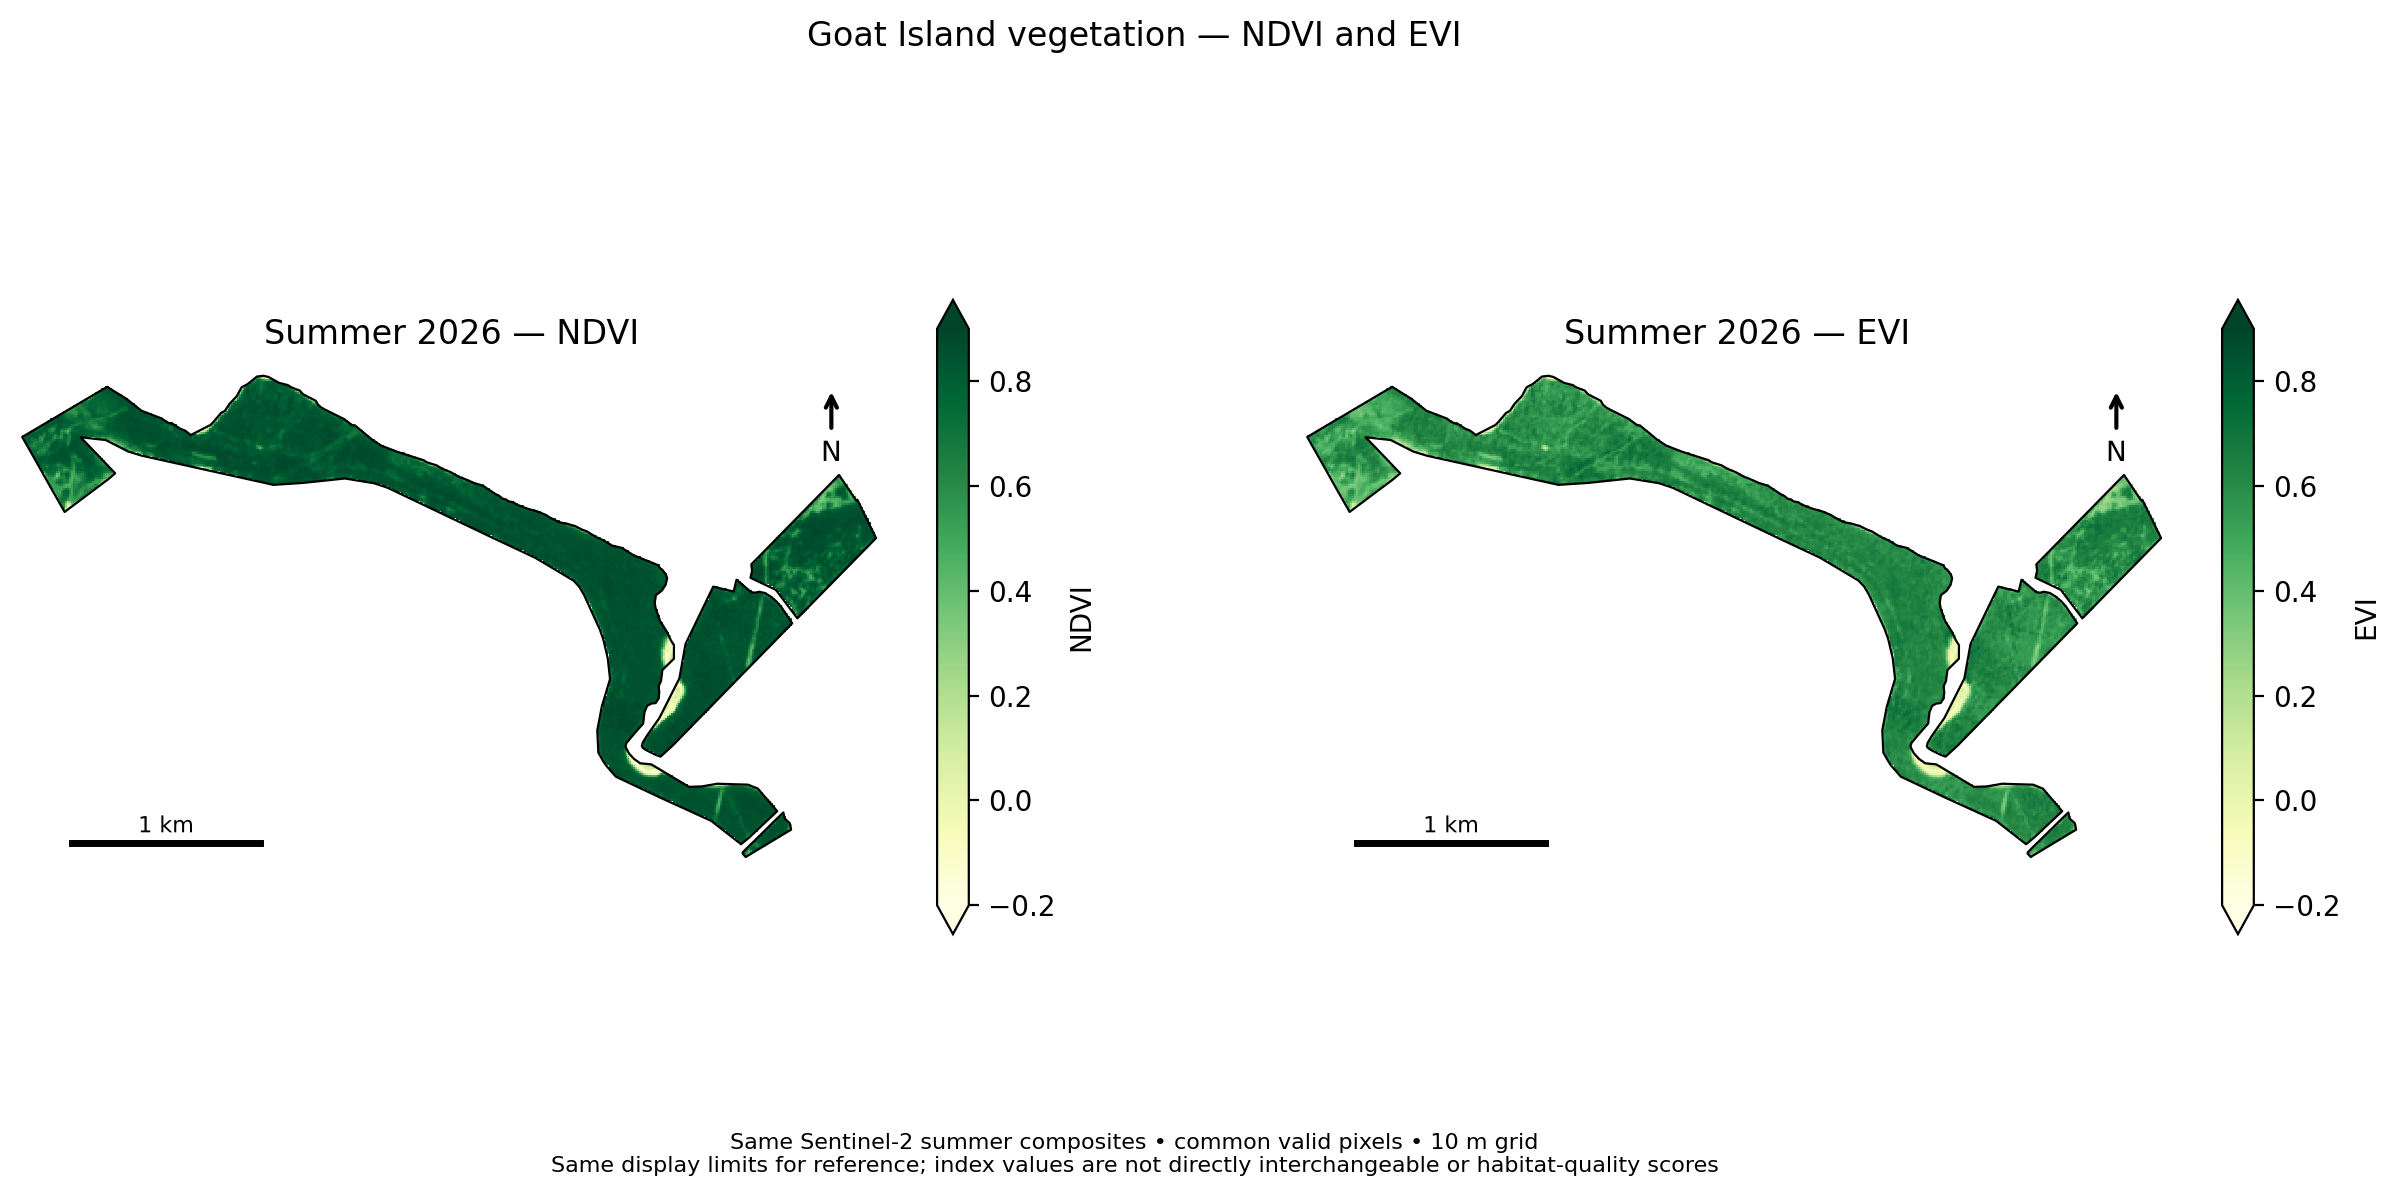 Goat Island vegetation — NDVI and EVI
Summer 2026 — NDVI
N
1 km
0.8
0.6
0.4
0.2
0.0
−0.2
NDVI
Summer 2026 — EVI
N
1 km
0.8
0.6
0.4
0.2
0.0
−0.2
EVI
Same Sentinel-2 summer composites • common valid pixels • 10 m grid
Same display limits for reference; index values are not directly interchangeable or habitat-quality scores